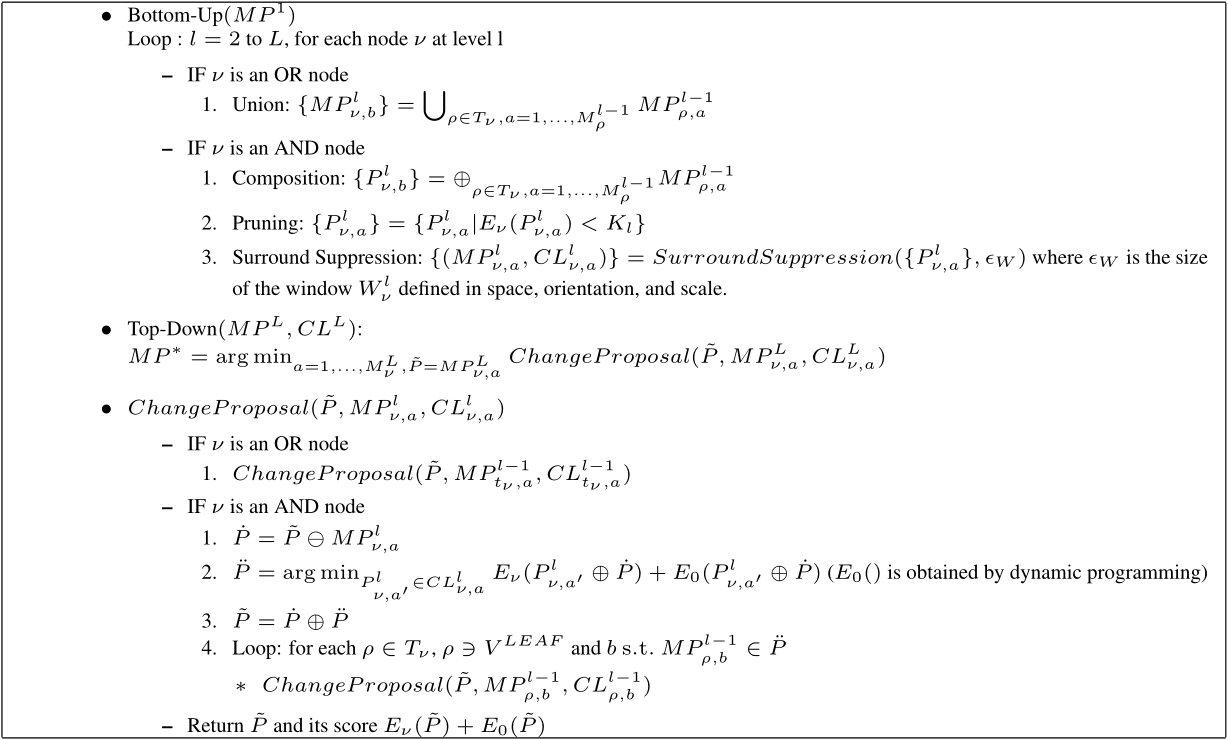 • Bottom-Up($MP^1$)
Loop : $l = 2$ to $L$, for each node $\nu$ at level l
– IF $\nu$ is an OR node
1. Union: $\{MP^l_{\nu,b}\} = \bigcup_{\rho \in T_\nu, a=1,...,M^{l-1}_\rho} MP^{l-1}_{\rho,a}$
– IF $\nu$ is an AND node
1. Composition: $\{P^l_{\nu,b}\} = \oplus_{\rho \in T_\nu, a=1,...,M^{l-1}_\rho} MP^{l-1}_{\rho,a}$
2. Pruning: $\{P^l_{\nu,a}\} = \{P^l_{\nu,a} | E_\nu(P^l_{\nu,a}) < K_l\}$
3. Surround Suppression: $\{(MP^l_{\nu,a}, CL^l_{\nu,a})\} = SurroundSuppression(\{P^l_{\nu,a}\}, \epsilon_W)$ where $\epsilon_W$ is the size
of the window $W^l_\nu$ defined in space, orientation, and scale.
• Top-Down($MP^L, CL^L$):
$MP^* = \arg\min_{a=1,...,M^L_\nu, \tilde{P}=MP^L_{\nu,a}} ChangeProposal(\tilde{P}, MP^L_{\nu,a}, CL^L_{\nu,a})$
• $ChangeProposal(\tilde{P}, MP^l_{\nu,a}, CL^l_{\nu,a})$
– IF $\nu$ is an OR node
1. $ChangeProposal(\tilde{P}, MP^{l-1}_{t_\nu,a}, CL^{l-1}_{t_\nu,a})$
– IF $\nu$ is an AND node
1. $\dot{P} = \tilde{P} \ominus MP^l_{\nu,a}$
2. $\ddot{P} = \arg\min_{P^l_{\nu,a'} \in CL^l_{\nu,a}} E_\nu(P^l_{\nu,a'} \oplus \dot{P}) + E_0(P^l_{\nu,a'} \oplus \dot{P})$ ($E_0()$ is obtained by dynamic programming)
3. $\tilde{P} = \dot{P} \oplus \ddot{P}$
4. Loop: for each $\rho \in T_\nu$, $\rho \ni V^{LEAF}$ and $b$ s.t. $MP^{l-1}_{\rho,b} \in \ddot{P}$
∗ $ChangeProposal(\tilde{P}, MP^{l-1}_{\rho,b}, CL^{l-1}_{\rho,b})$
– Return $\tilde{P}$ and its score $E_\nu(\tilde{P}) + E_0(\tilde{P})$